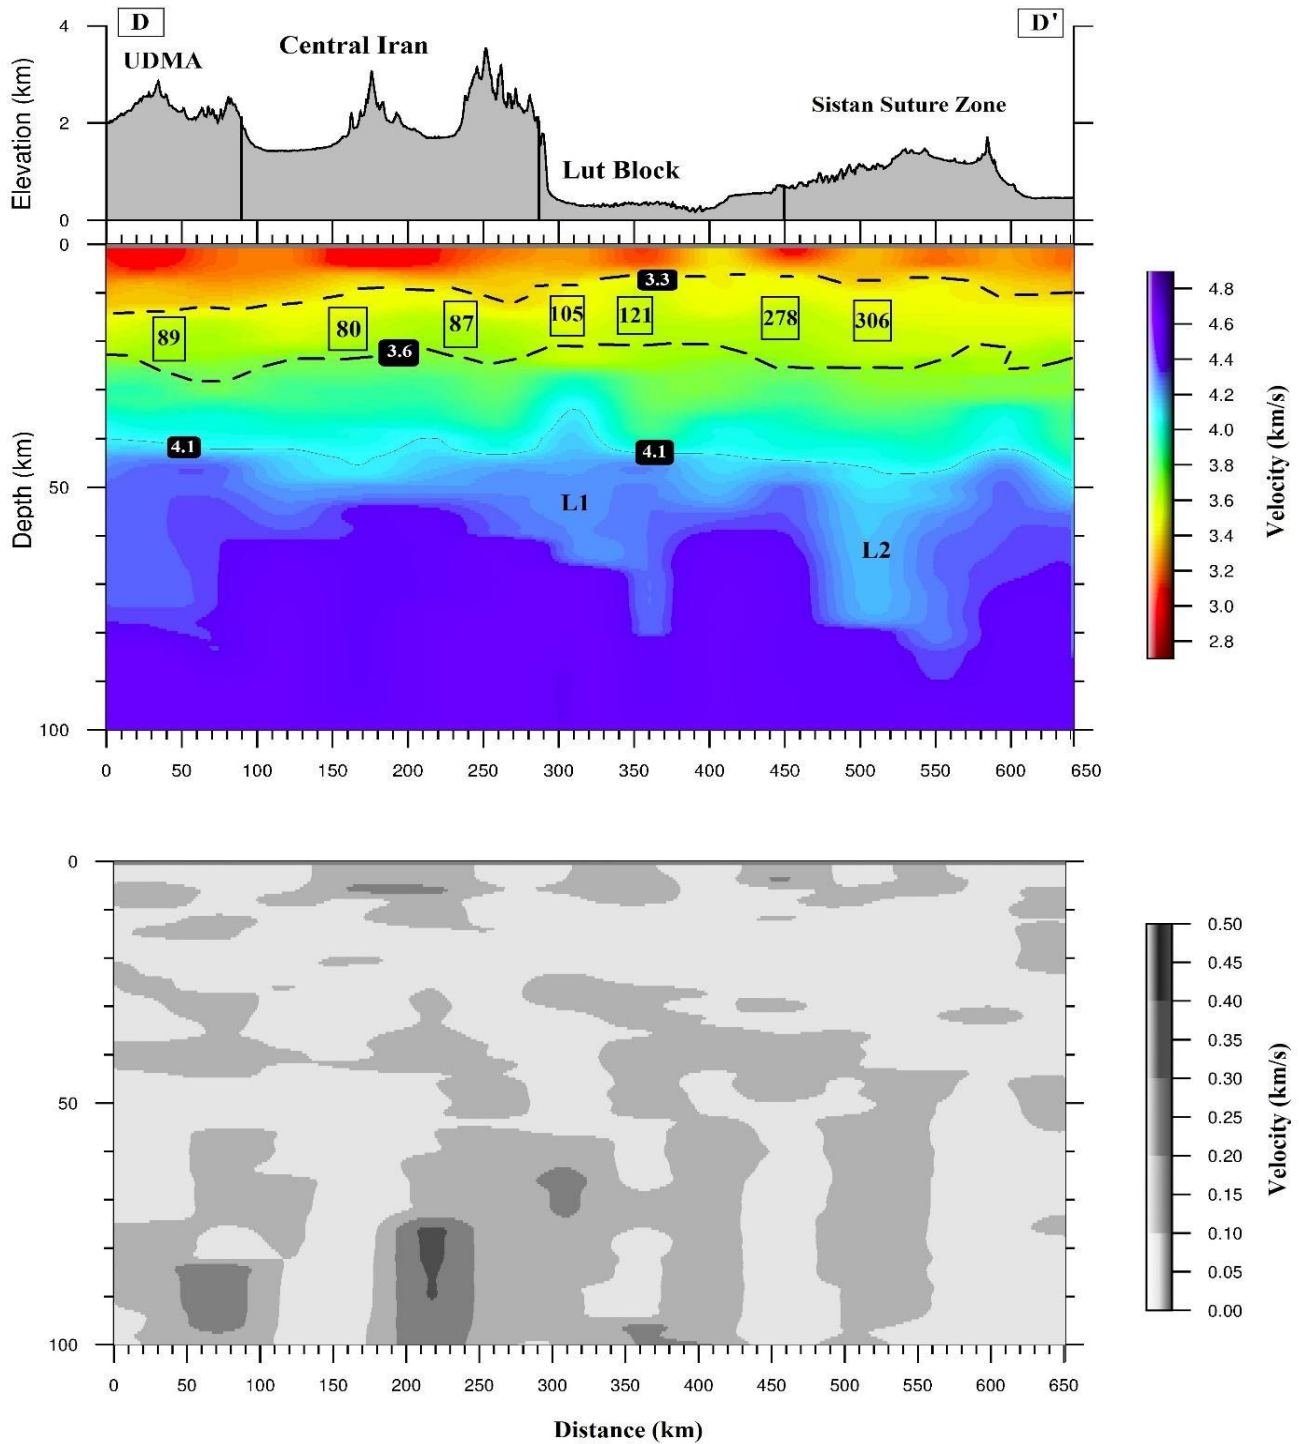 D
D'
4
Central Iran
UDMA
Elevation (km)
Sistan Suture Zone
2
Lut Block
0
0
3.3
105
121
278
306
80
87
89
3.6
4.1
4.1
50
L1
L2
Depth (km)
100
0 50 100 150 200 250 300 350 400 450 500 550 600 650
4.8
4.6
4.4
4.2
4.0
3.8
3.6
3.4
3.2
3.0
2.8
Velocity (km/s)
0
50
100
0 50 100 150 200 250 300 350 400 450 500 550 600 650
Distance (km)
0.50
0.45
0.40
0.35
0.30
0.25
0.20
0.15
0.10
0.05
0.00
Velocity (km/s)